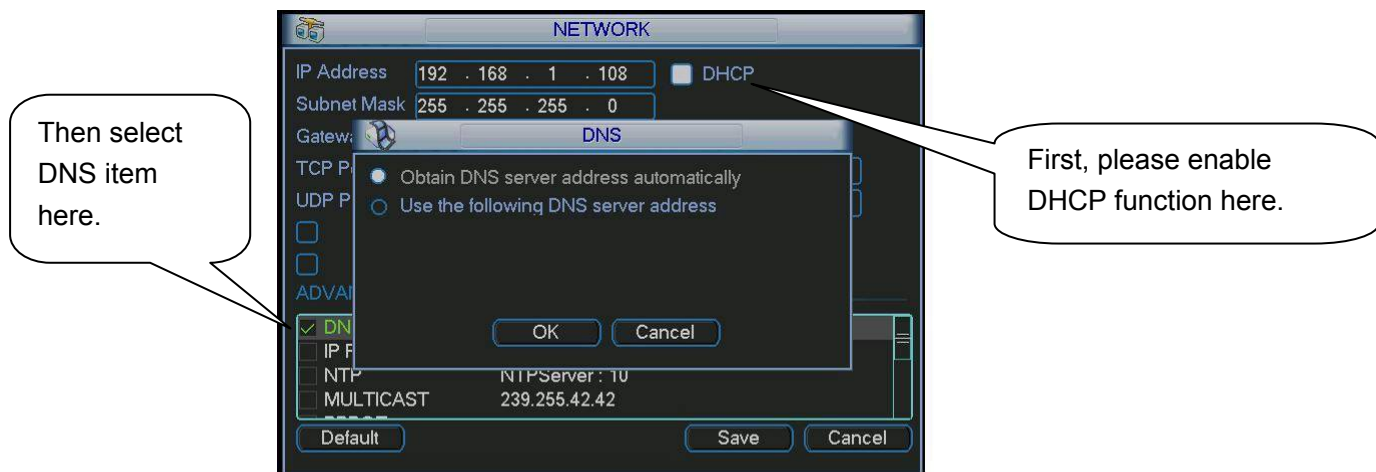 NETWORK
IP Address 192 . 168 . 1 . 108 DHCP
Subnet Mask 255 . 255 . 255 . 0
DNS
Obtain DNS server address automatically
Use the following DNS server address
OK Cancel
NTP NTPServer : 10
MULTICAST 239.255.42.42
Default Save Cancel
Then select
DNS item
here.
First, please enable
DHCP function here.